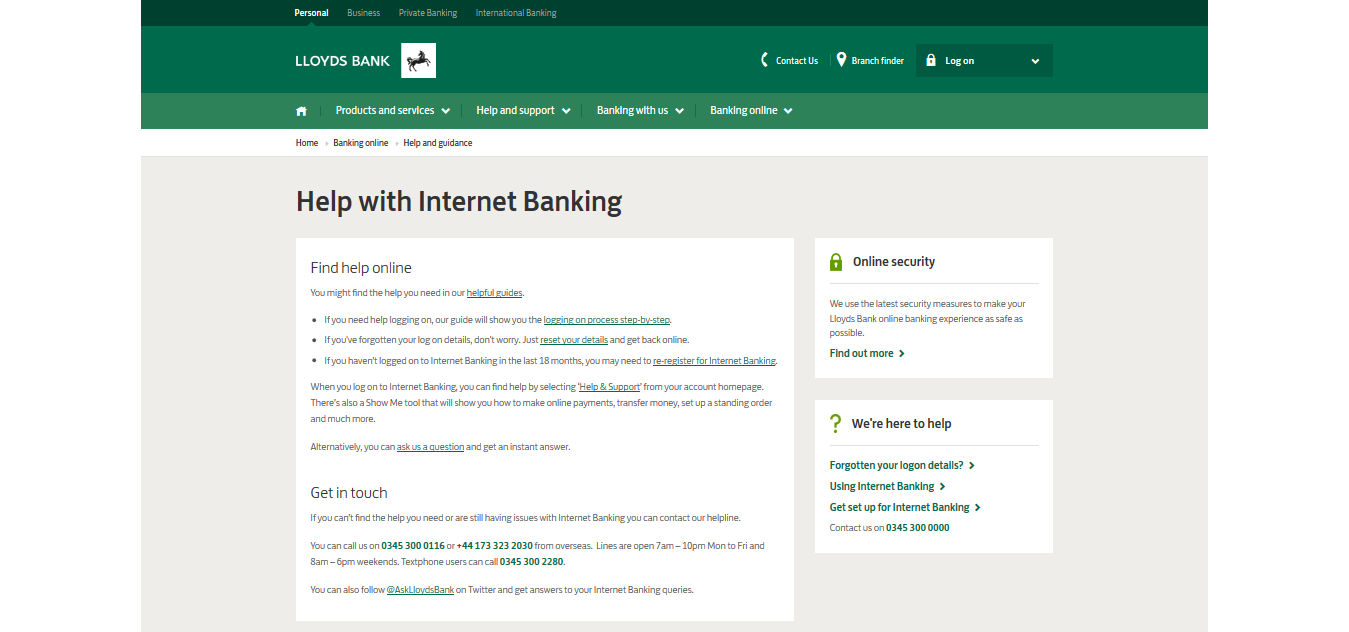 Personal Business Private Banking International Banking
LLOYDS BANK
Contact Us Branch finder Log on
Products and services Help and support Banking with us Banking online
Home » Banking online » Help and guidance
Help with Internet Banking
Find help online
You might find the help you need in our helpful guides.
• If you need help logging on, our guide will show you the logging on process step-by-step.
• If you've forgotten your log on details, don't worry. Just reset your details and get back online.
• If you haven't logged on to Internet Banking in the last 18 months, you may need to re-register for Internet Banking.
When you log on to Internet Banking, you can find help by selecting 'Help & Support' from your account homepage.
There's also a Show Me tool that will show you how to make online payments, transfer money, set up a standing order
and much more.
Alternatively, you can ask us a question and get an instant answer.
Get in touch
If you can't find the help you need or are still having issues with Internet Banking you can contact our helpline.
You can call us on 0345 300 0116 or +44 173 323 2030 from overseas. Lines are open 7am – 10pm Mon to Fri and
8am – 6pm weekends. Textphone users can call 0345 300 2280.
You can also follow @AskLloydsBank on Twitter and get answers to your Internet Banking queries.
Online security
We use the latest security measures to make your
Lloyds Bank online banking experience as safe as
possible.
Find out more
We're here to help
Forgotten your logon details?
Using Internet Banking
Get set up for Internet Banking
Contact us on 0345 300 0000